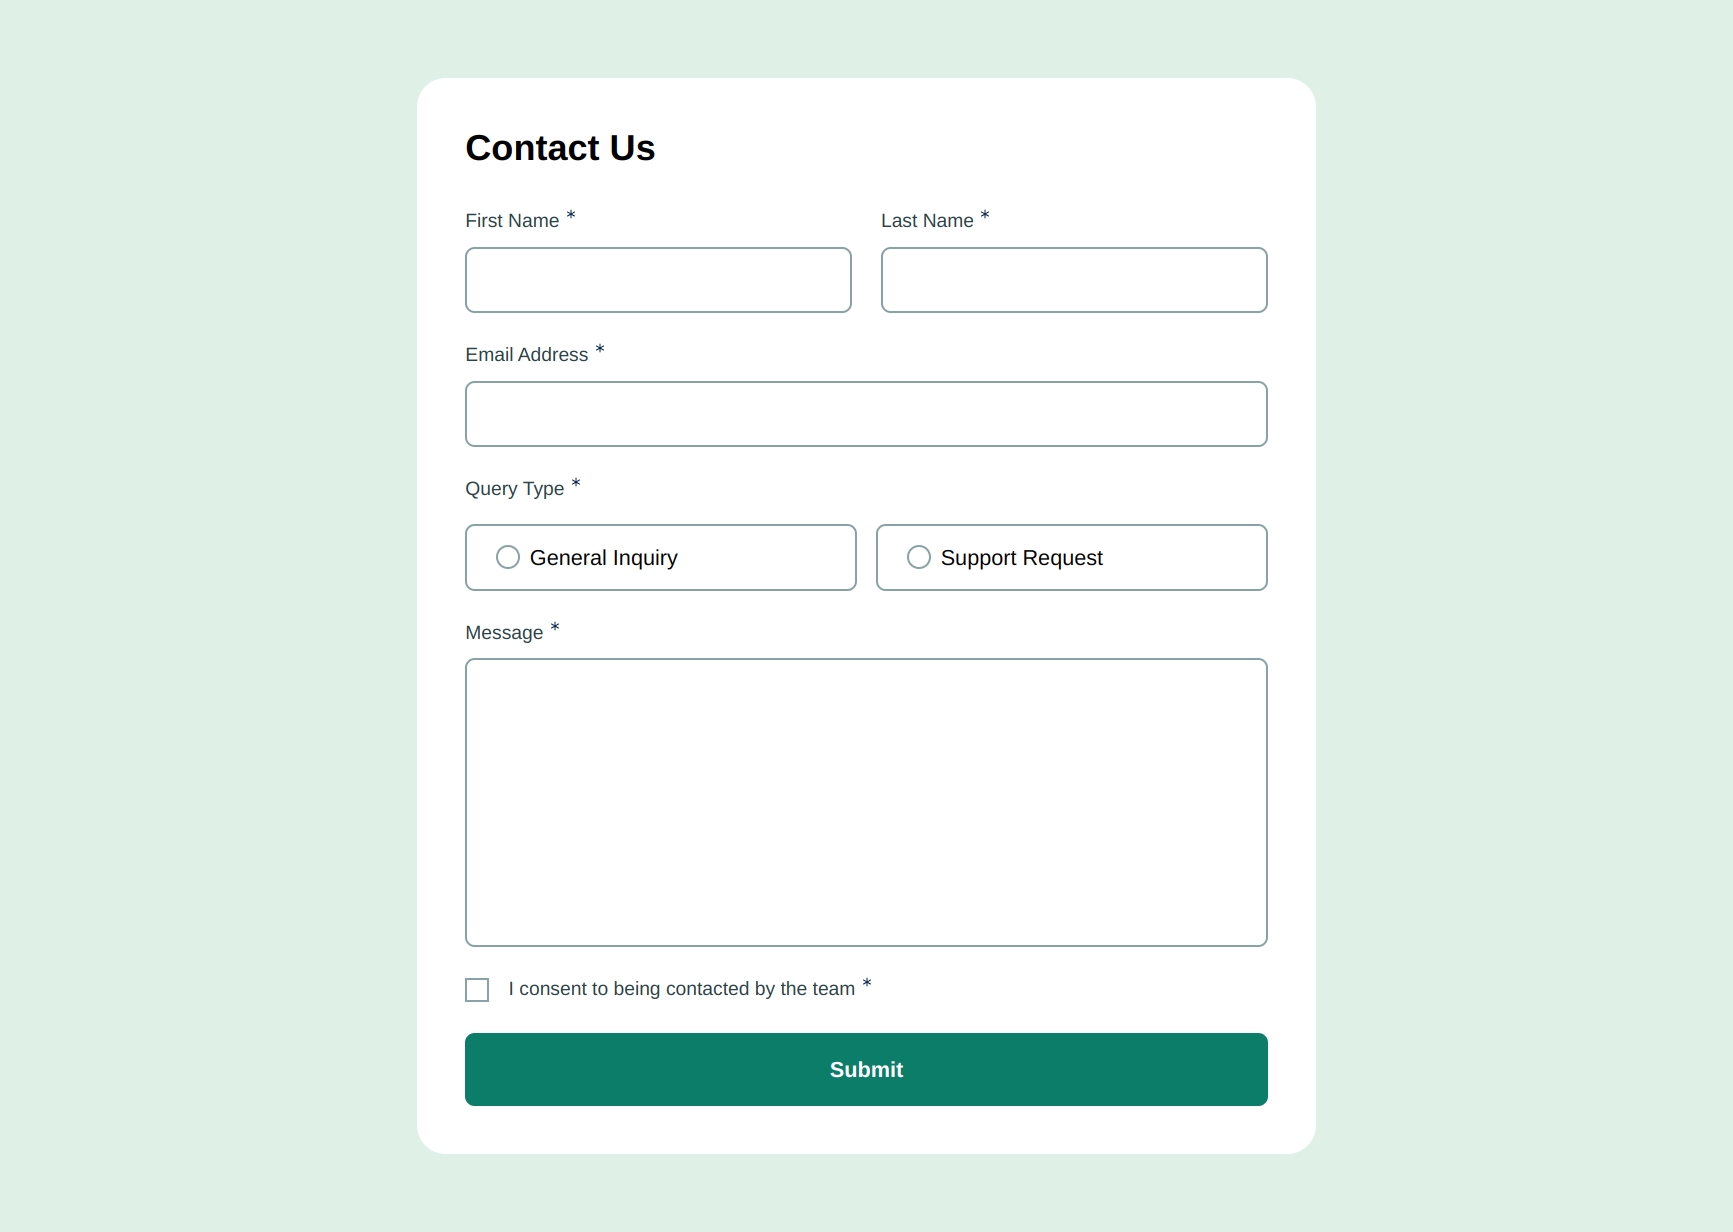 Contact Us
First Name *
Last Name *
Email Address *
Query Type *
General Inquiry
Support Request
Message *
I consent to being contacted by the team *
Submit